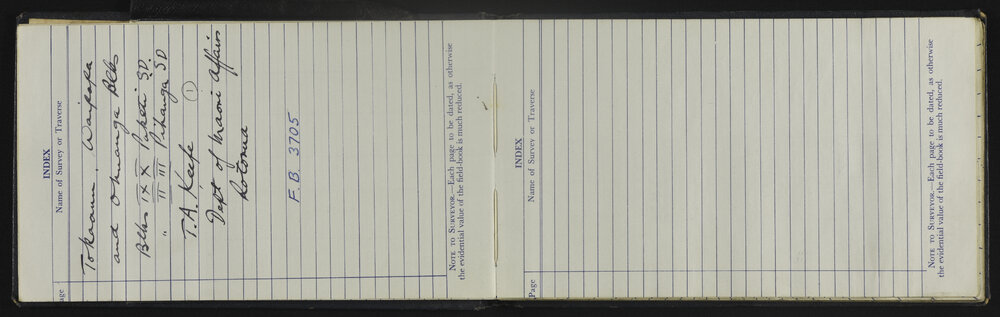 INDEX
Name of Survey or Traverse
age
Tokaanu, Waipapa
and Ohuanga Blks
Blks IX X Puketi S.D.
" II III Pihanga SD
T.A. Keefe 1
Dept of Maori Affairs
Rotorua
F.B. 3705
NOTE TO SURVEYOR.—Each page to be dated, as otherwise
the evidential value of the field-book is much reduced.
INDEX
Name of Survey or Traverse
Page
NOTE TO SURVEYOR.—Each page to be dated, as otherwise
the evidential value of the field-book is much reduced.